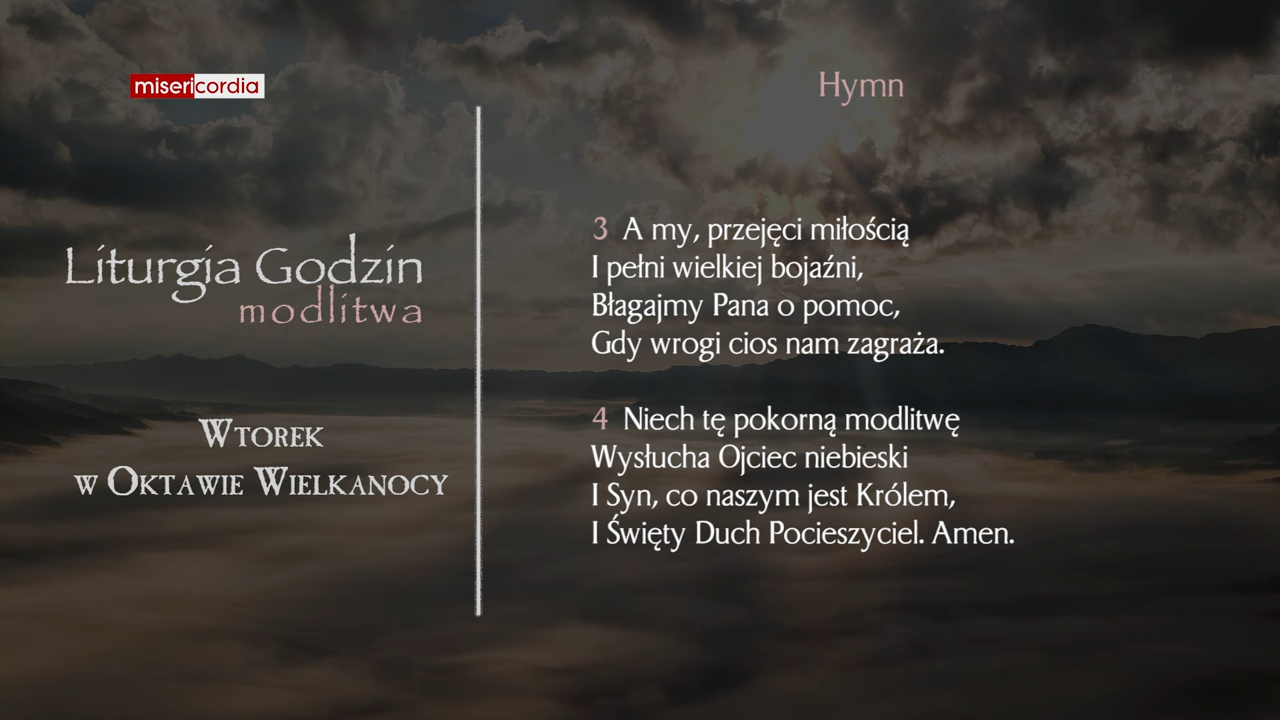 misericordia
Liturgia Godzin
modlitwa
Wtorek
w Oktawie Wielkanocy
Hymn
3 A my, przejęci miłością
I pełni wielkiej bojaźni,
Błagajmy Pana o pomoc,
Gdy wrogi cios nam zagraża.
4 Niech tę pokorną modlitwę
Wysłucha Ojciec niebieski
I Syn, co naszym jest Królem,
I Święty Duch Pocieszyciel. Amen.